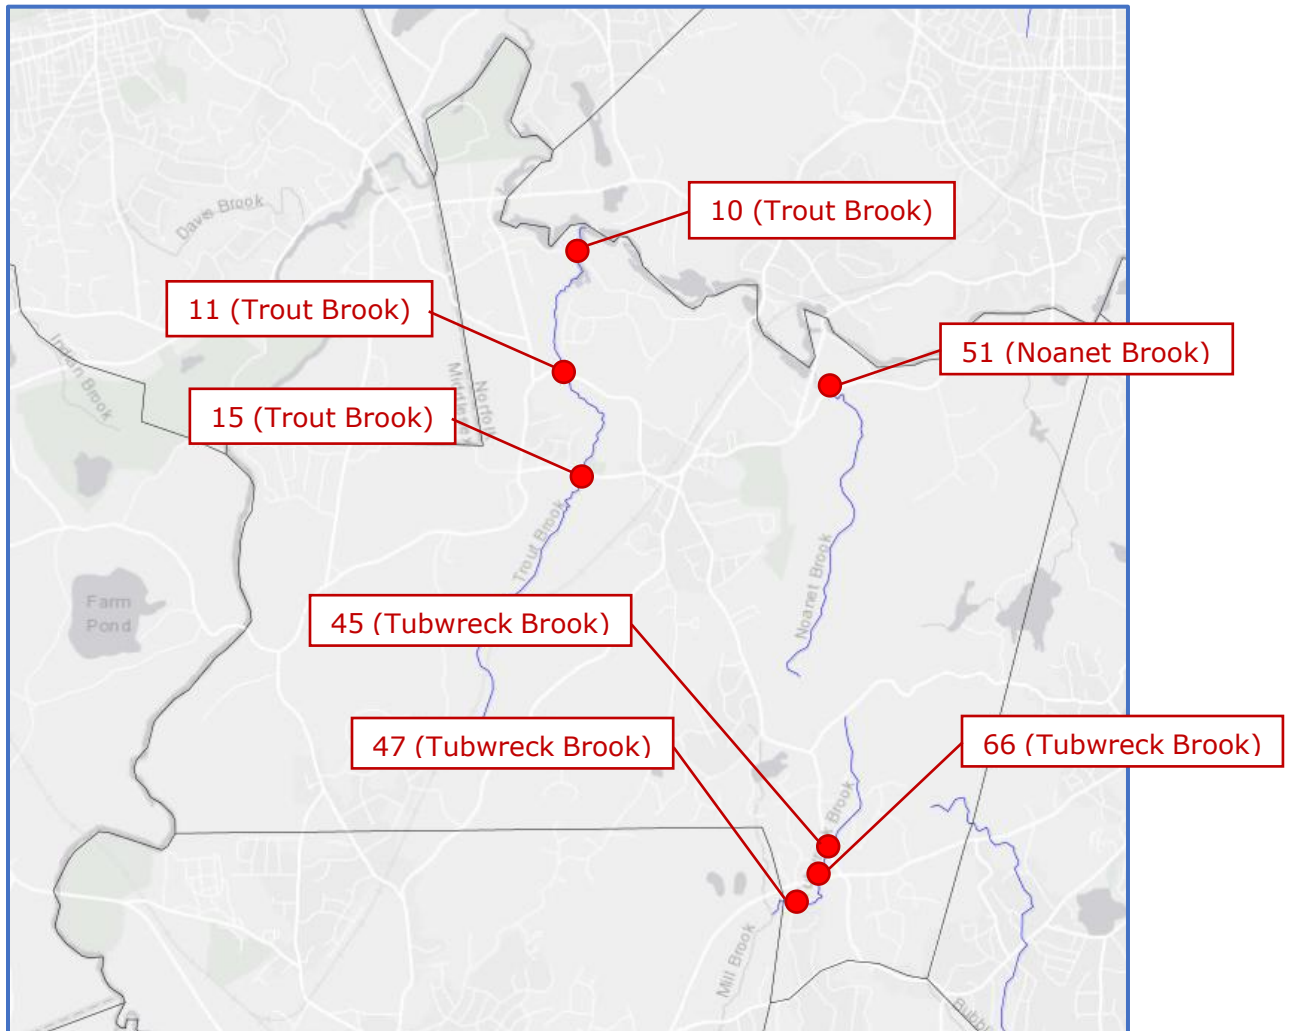 Davis Brook
10 (Trout Brook)
11 (Trout Brook)
51 (Noanet Brook)
Indian Brook
Middlesex
Norfolk
15 (Trout Brook)
Trout Brook
Noanet Brook
Farm
Pond
45 (Tubwreck Brook)
47 (Tubwreck Brook)
66 (Tubwreck Brook)
Brook
Mill Brook